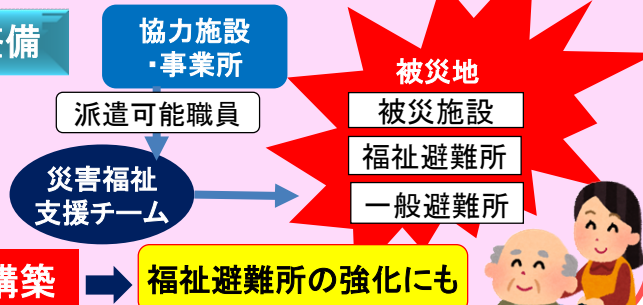 整備
協力施設
・事業所
派遣可能職員
災害福祉
支援チーム
被災地
被災施設
福祉避難所
一般避難所
構築
福祉避難所の強化にも